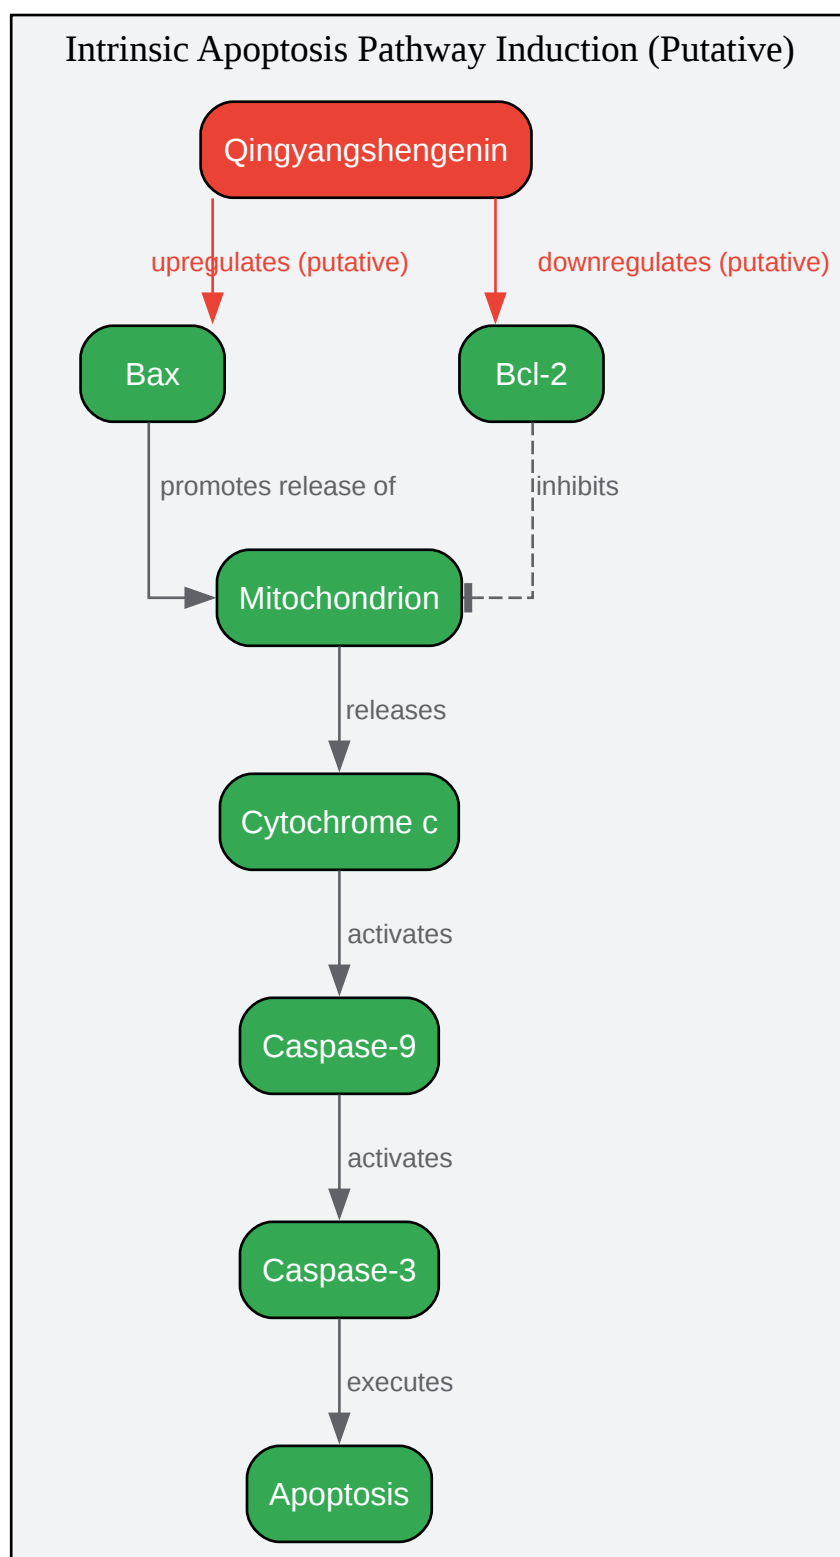 Intrinsic Apoptosis Pathway Induction (Putative)
Qingyangshengenin
upregulates (putative)
downregulates (putative)
Bax
Bcl-2
promotes release of
inhibits
Mitochondrion
releases
Cytochrome c
activates
Caspase-9
activates
Caspase-3
executes
Apoptosis